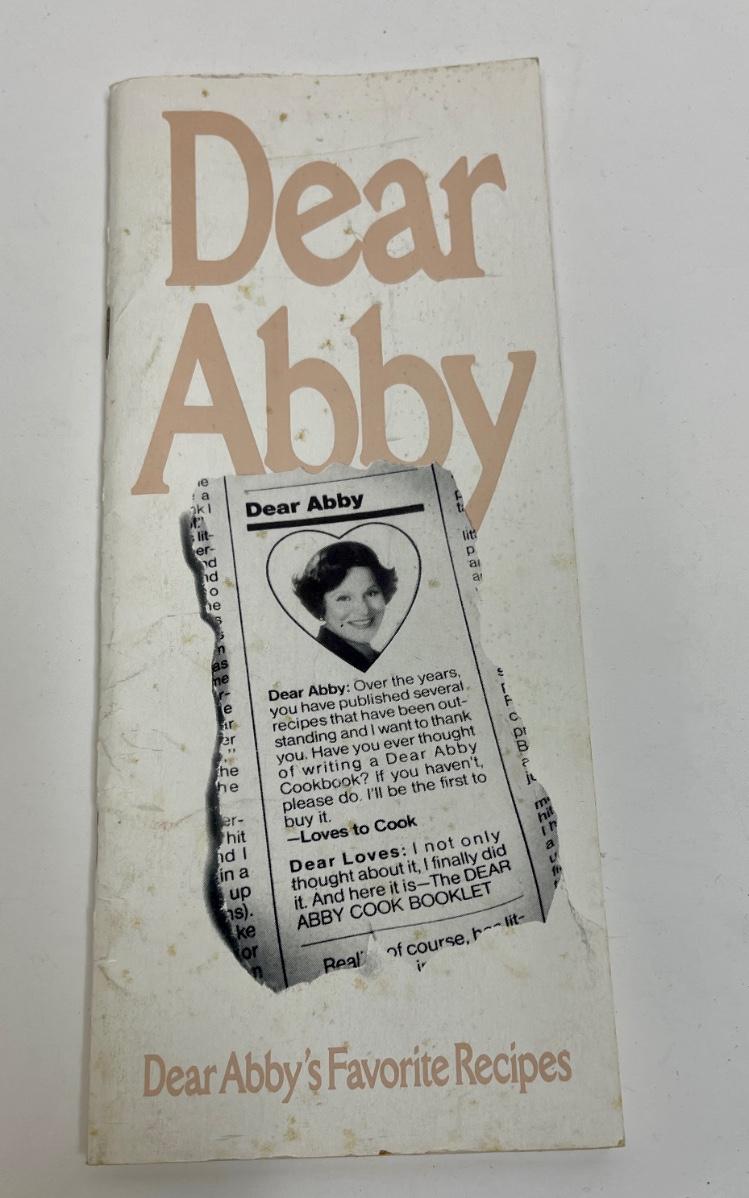 Dear
Abby
Dear Abby
Dear Abby: Over the years,
you have published several
recipes that have been out-
standing and I want to thank
you. Have you ever thought
of writing a Dear Abby
Cookbook? If you haven't,
please do. I'll be the first to
buy it.
—Loves to Cook
Dear Loves: I not only
thought about it, I finally did
it. And here it is—The DEAR
ABBY COOK BOOKLET
of course, lit-
Dear Abby's Favorite Recipes